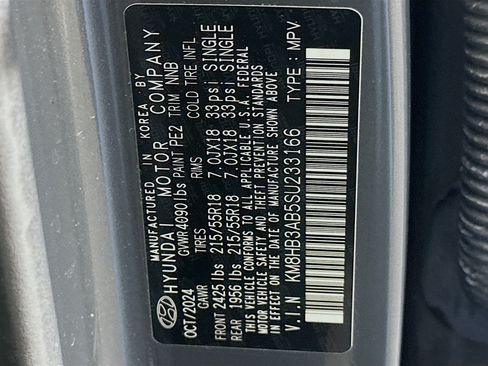 MANUFACTURED IN KOREA BY
HYUNDAI MOTOR COMPANY
OCT/2024 GVWR 4090 lbs PAINT PE2 TRIM NNB
GAWR TIRES RIMS COLD TIRE INFL
FRONT 2425 lbs 215/55R18 7.0JX18 33psi SINGLE
REAR 1956 lbs 215/55R18 7.0JX18 33psi SINGLE
THIS VEHICLE CONFORMS TO ALL APPLICABLE U.S.A. FEDERAL
MOTOR VEHICLE SAFETY, BUMPER, AND
THEFT PREVENTION STANDARDS IN EFFECT ON THE
DATE OF MANUFACTURE SHOWN ABOVE
V.I.N KM8HB3AB5SU233166 TYPE : MPV